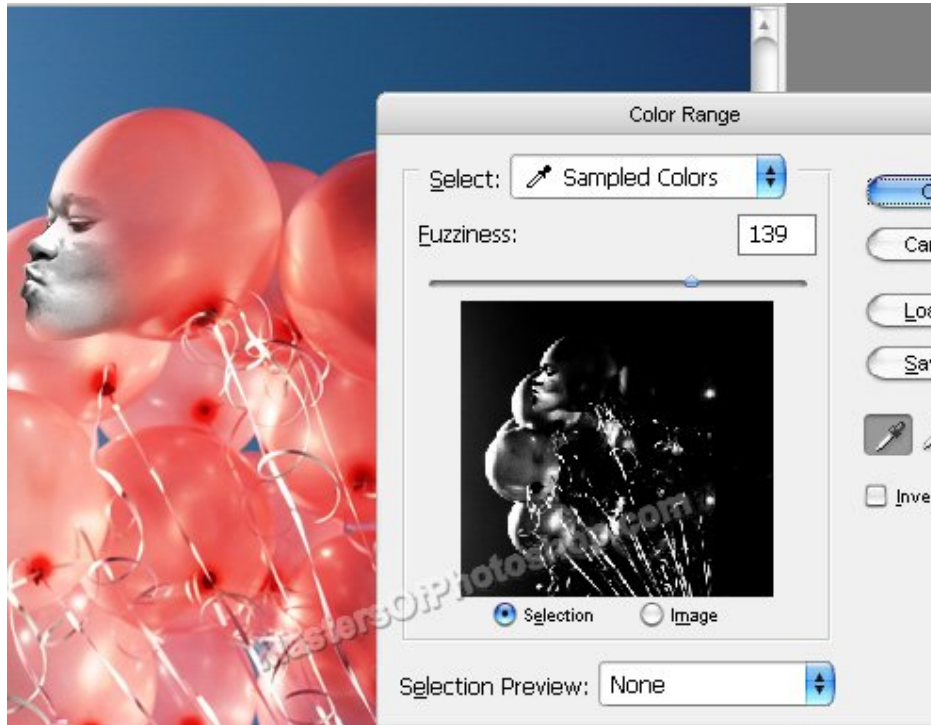 Color Range
Select: Sampled Colors
Fuzziness: 139
Selection Image
Selection Preview: None
MastersOfPhotoshop.com